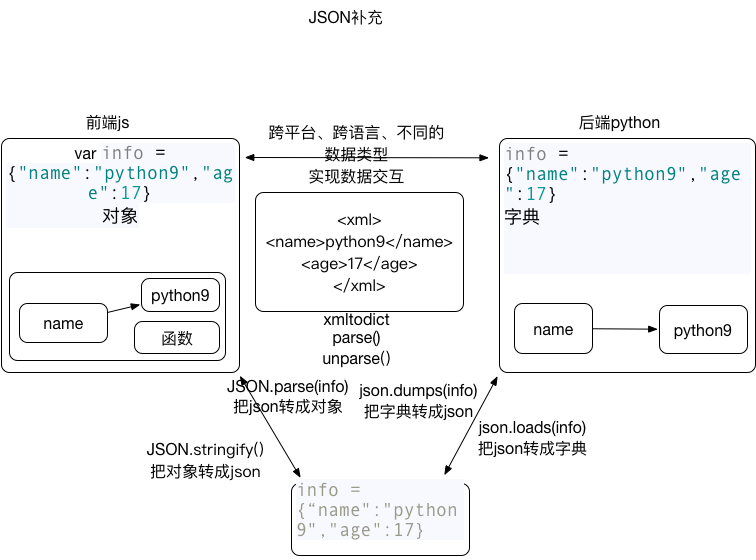 JSON补充
前端js
var info =
{"name":"python9","ag
e":17}
对象
name
python9
函数
跨平台、跨语言、不同的
数据类型
实现数据交互
<xml>
<name>python9</name>
<age>17</age>
</xml>
xmltodict
parse()
unparse()
后端python
info =
{"name":"python9","age
":17}
字典
name
python9
JSON.parse(info)
把json转成对象
JSON.stringify()
把对象转成json
json.dumps(info)
把字典转成json
json.loads(info)
把json转成字典
info =
{“name":"python
9","age":17}